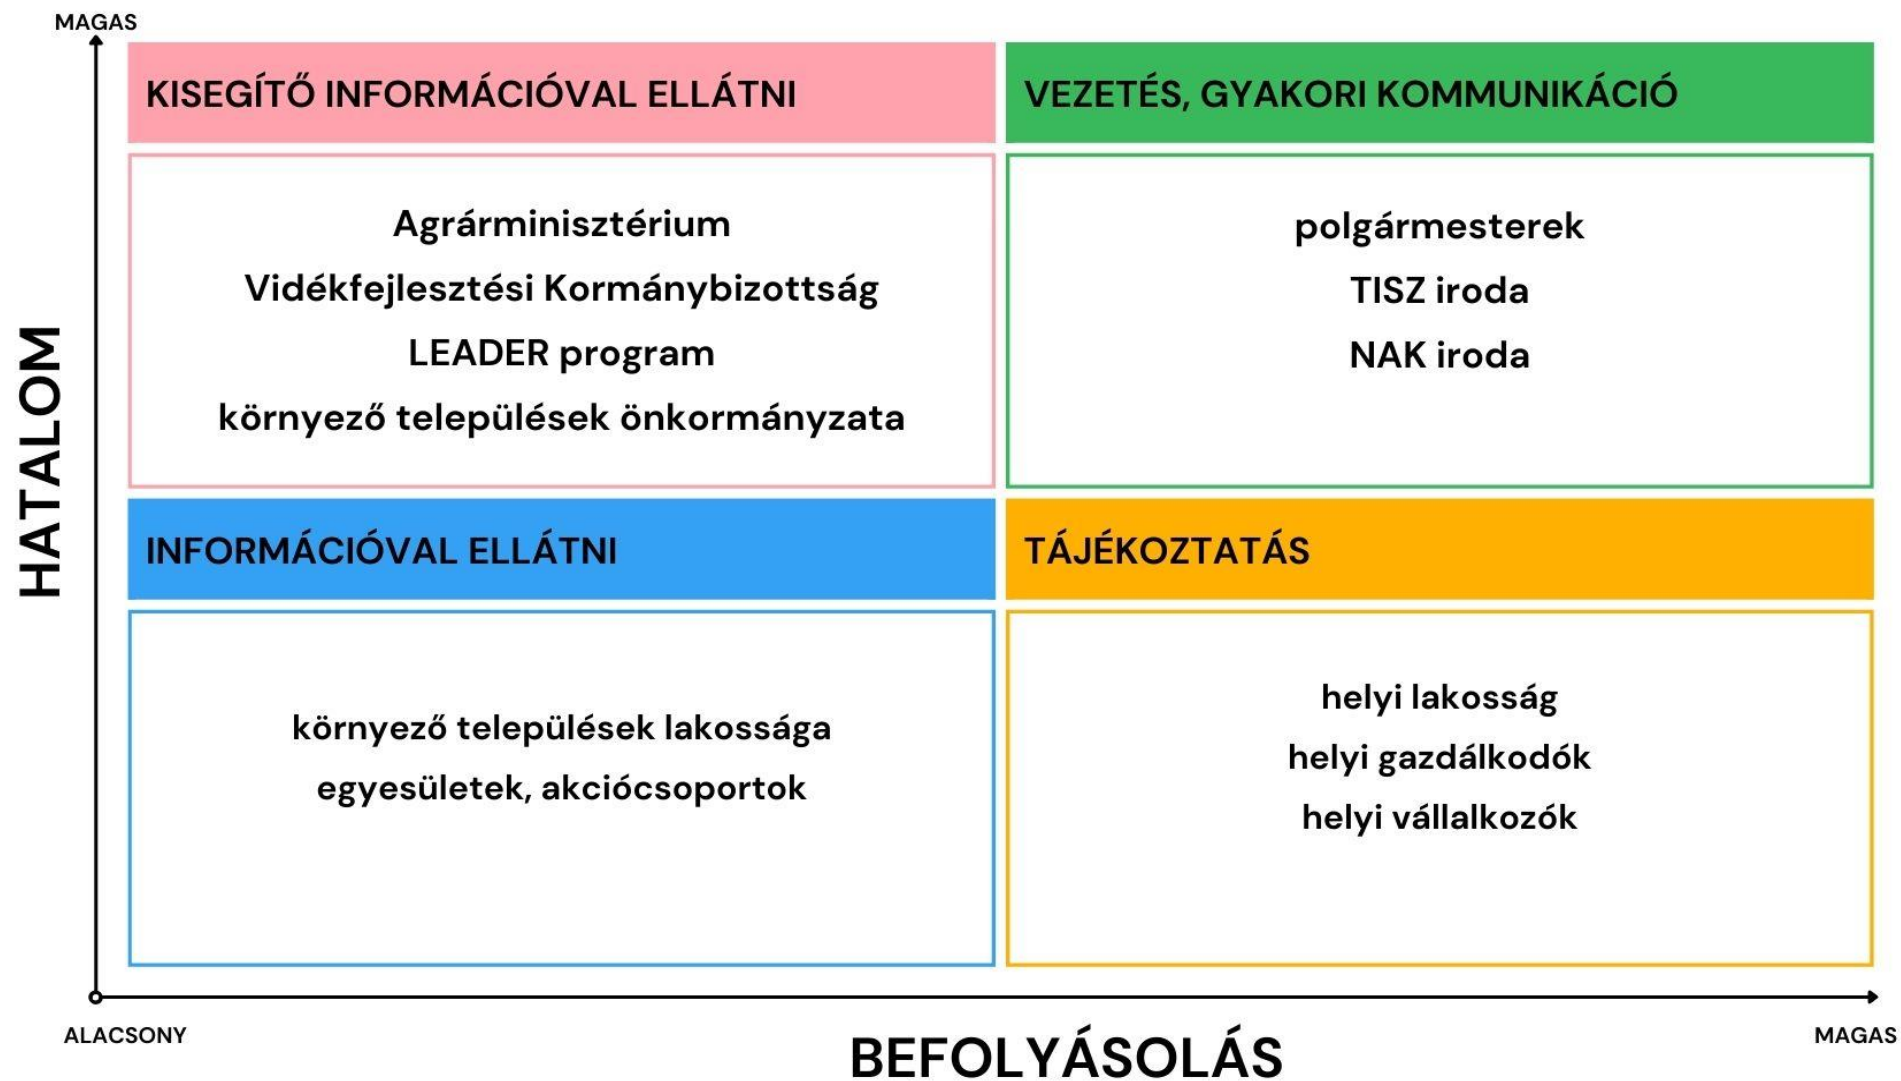 MAGAS
KISEGÍTŐ INFORMÁCIÓVAL ELLÁTNI
Agrárminisztérium
Vidékfejlesztési Kormánybizottság
LEADER program
környező települések önkormányzata
VEZETÉS, GYAKORI KOMMUNIKÁCIÓ
polgármesterek
TISZ iroda
NAK iroda
HATALOM
INFORMÁCIÓVAL ELLÁTNI
környező települések lakossága
egyesületek, akciócsoportok
TÁJÉKOZTATÁS
helyi lakosság
helyi gazdálkodók
helyi vállalkozók
ALACSONY
BEFOLYÁSOLÁS
MAGAS